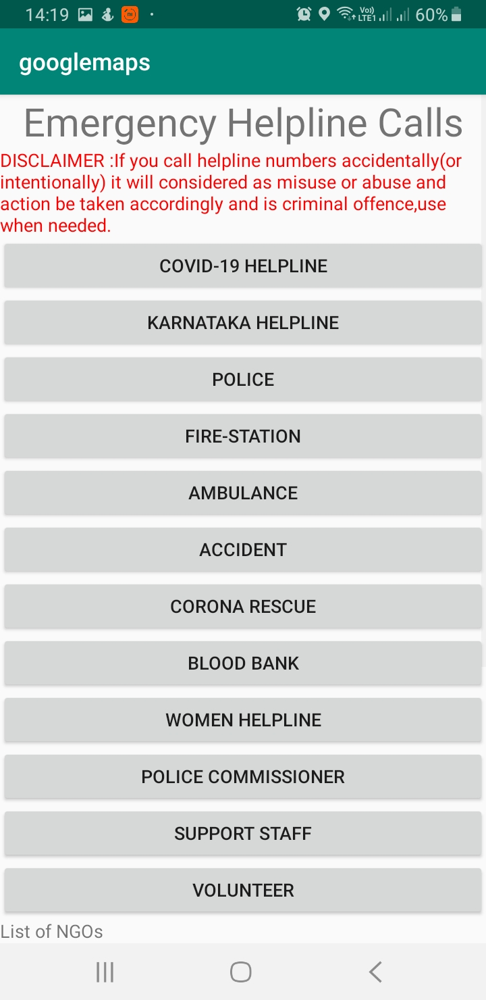 14:19 Vo) LTE1 60%
googlemaps
Emergency Helpline Calls
DISCLAIMER :If you call helpline numbers accidentally(or
intentionally) it will considered as misuse or abuse and
action be taken accordingly and is criminal offence,use
when needed.
COVID-19 HELPLINE
KARNATAKA HELPLINE
POLICE
FIRE-STATION
AMBULANCE
ACCIDENT
CORONA RESCUE
BLOOD BANK
WOMEN HELPLINE
POLICE COMMISSIONER
SUPPORT STAFF
VOLUNTEER
List of NGOs